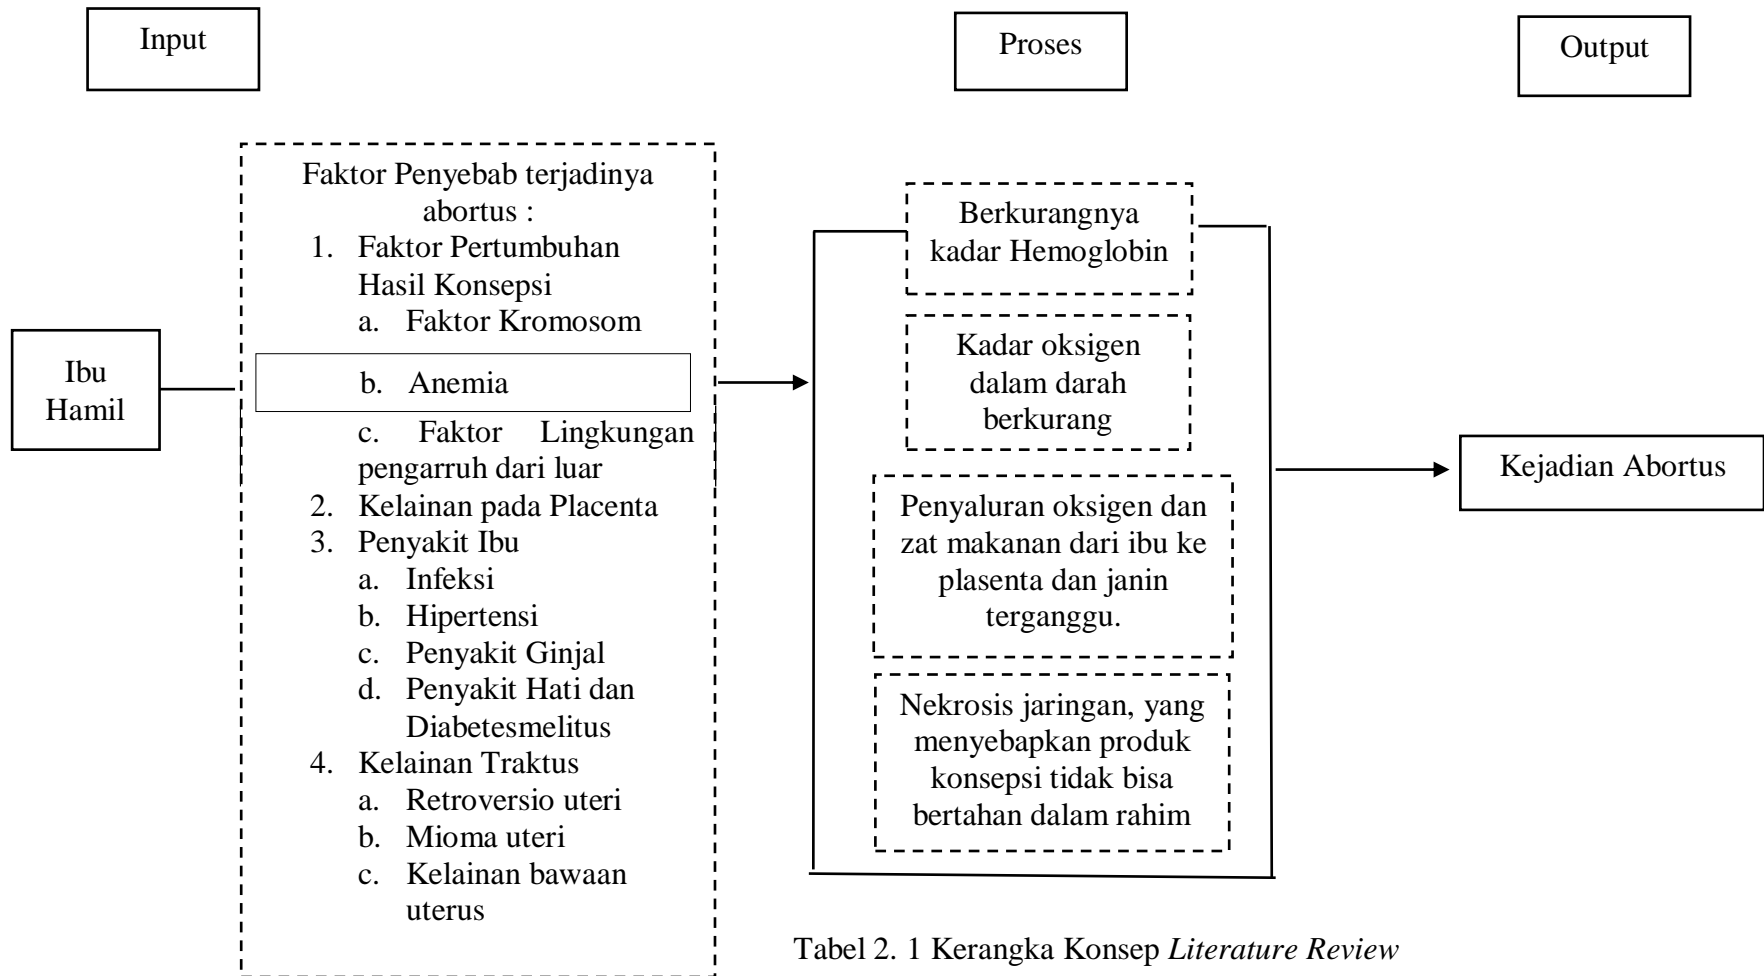 Input
Proses
Output
Ibu
Hamil
Faktor Penyebab terjadinya
abortus :
1. Faktor Pertumbuhan
Hasil Konsepsi
a. Faktor Kromosom
b. Anemia
c. Faktor Lingkungan
pengarruh dari luar
2. Kelainan pada Placenta
3. Penyakit Ibu
a. Infeksi
b. Hipertensi
c. Penyakit Ginjal
d. Penyakit Hati dan
Diabetesmelitus
4. Kelainan Traktus
a. Retroversio uteri
b. Mioma uteri
c. Kelainan bawaan
uterus
Berkurangnya
kadar Hemoglobin
Kadar oksigen
dalam darah
berkurang
Penyaluran oksigen dan
zat makanan dari ibu ke
plasenta dan janin
terganggu.
Nekrosis jaringan, yang
menyebapkan produk
konsepsi tidak bisa
bertahan dalam rahim
Kejadian Abortus
Tabel 2. 1 Kerangka Konsep Literature Review